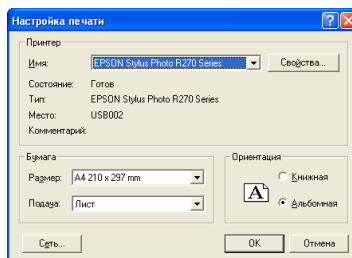 Настройка печати
Принтер
Имя: EPSON Stylus Photo R270 Series Свойства...
Состояние: Готов
Тип: EPSON Stylus Photo R270 Series
Место: USB002
Комментарий:
Бумага
Размер: A4 210 x 297 mm
Подача: Лист
Ориентация
A
Книжная
Альбомная
Сеть... OK Отмена